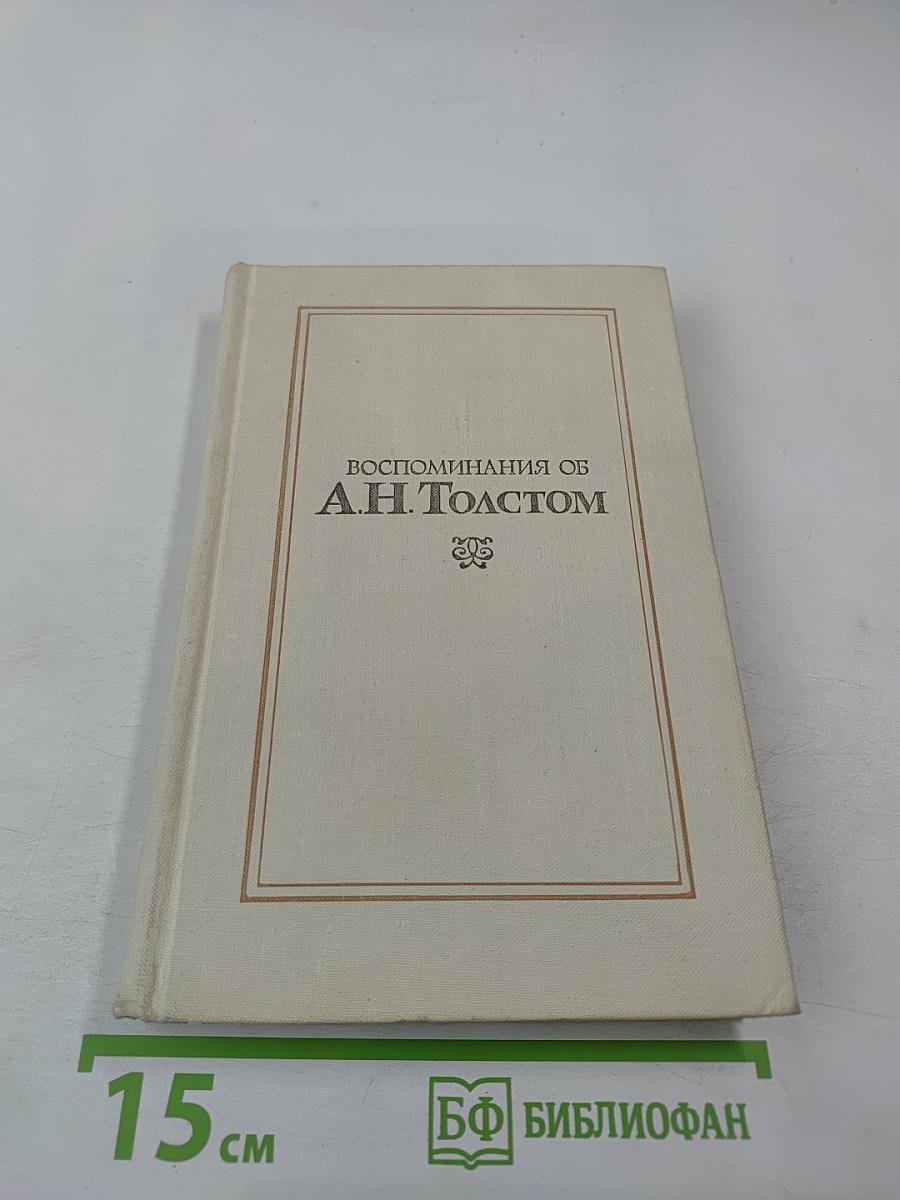 ВОСПОМИНАНИЯ ОБ
А.Н.ТОЛСТОМ
15 см
БФ БИБЛИОФАН